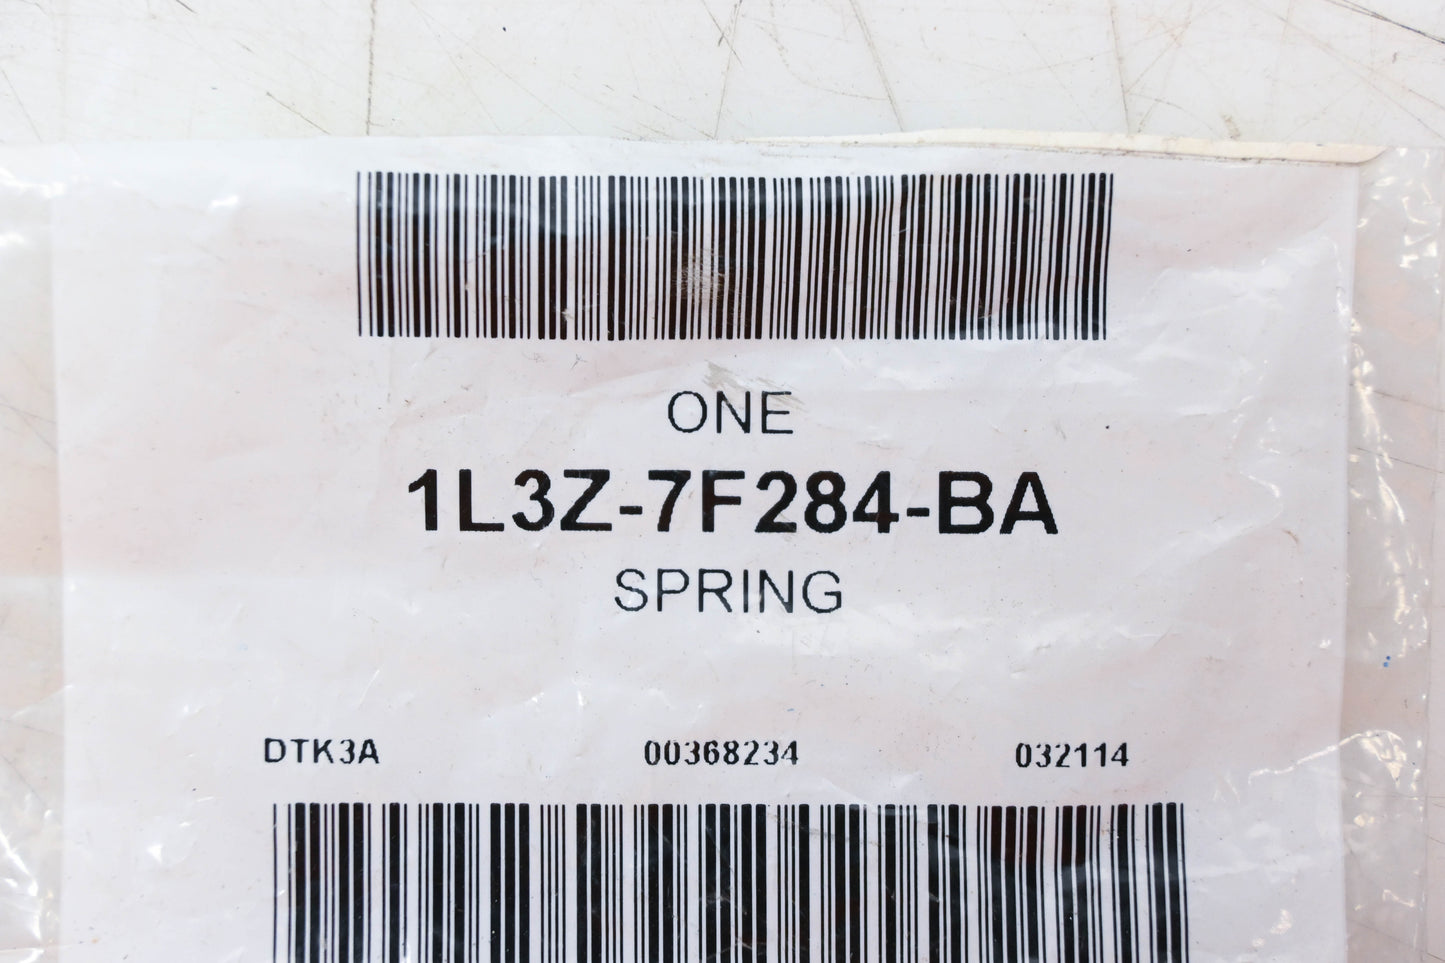 ONE
1L3Z-7F284-BA
SPRING
DTK3A 00368234 032114